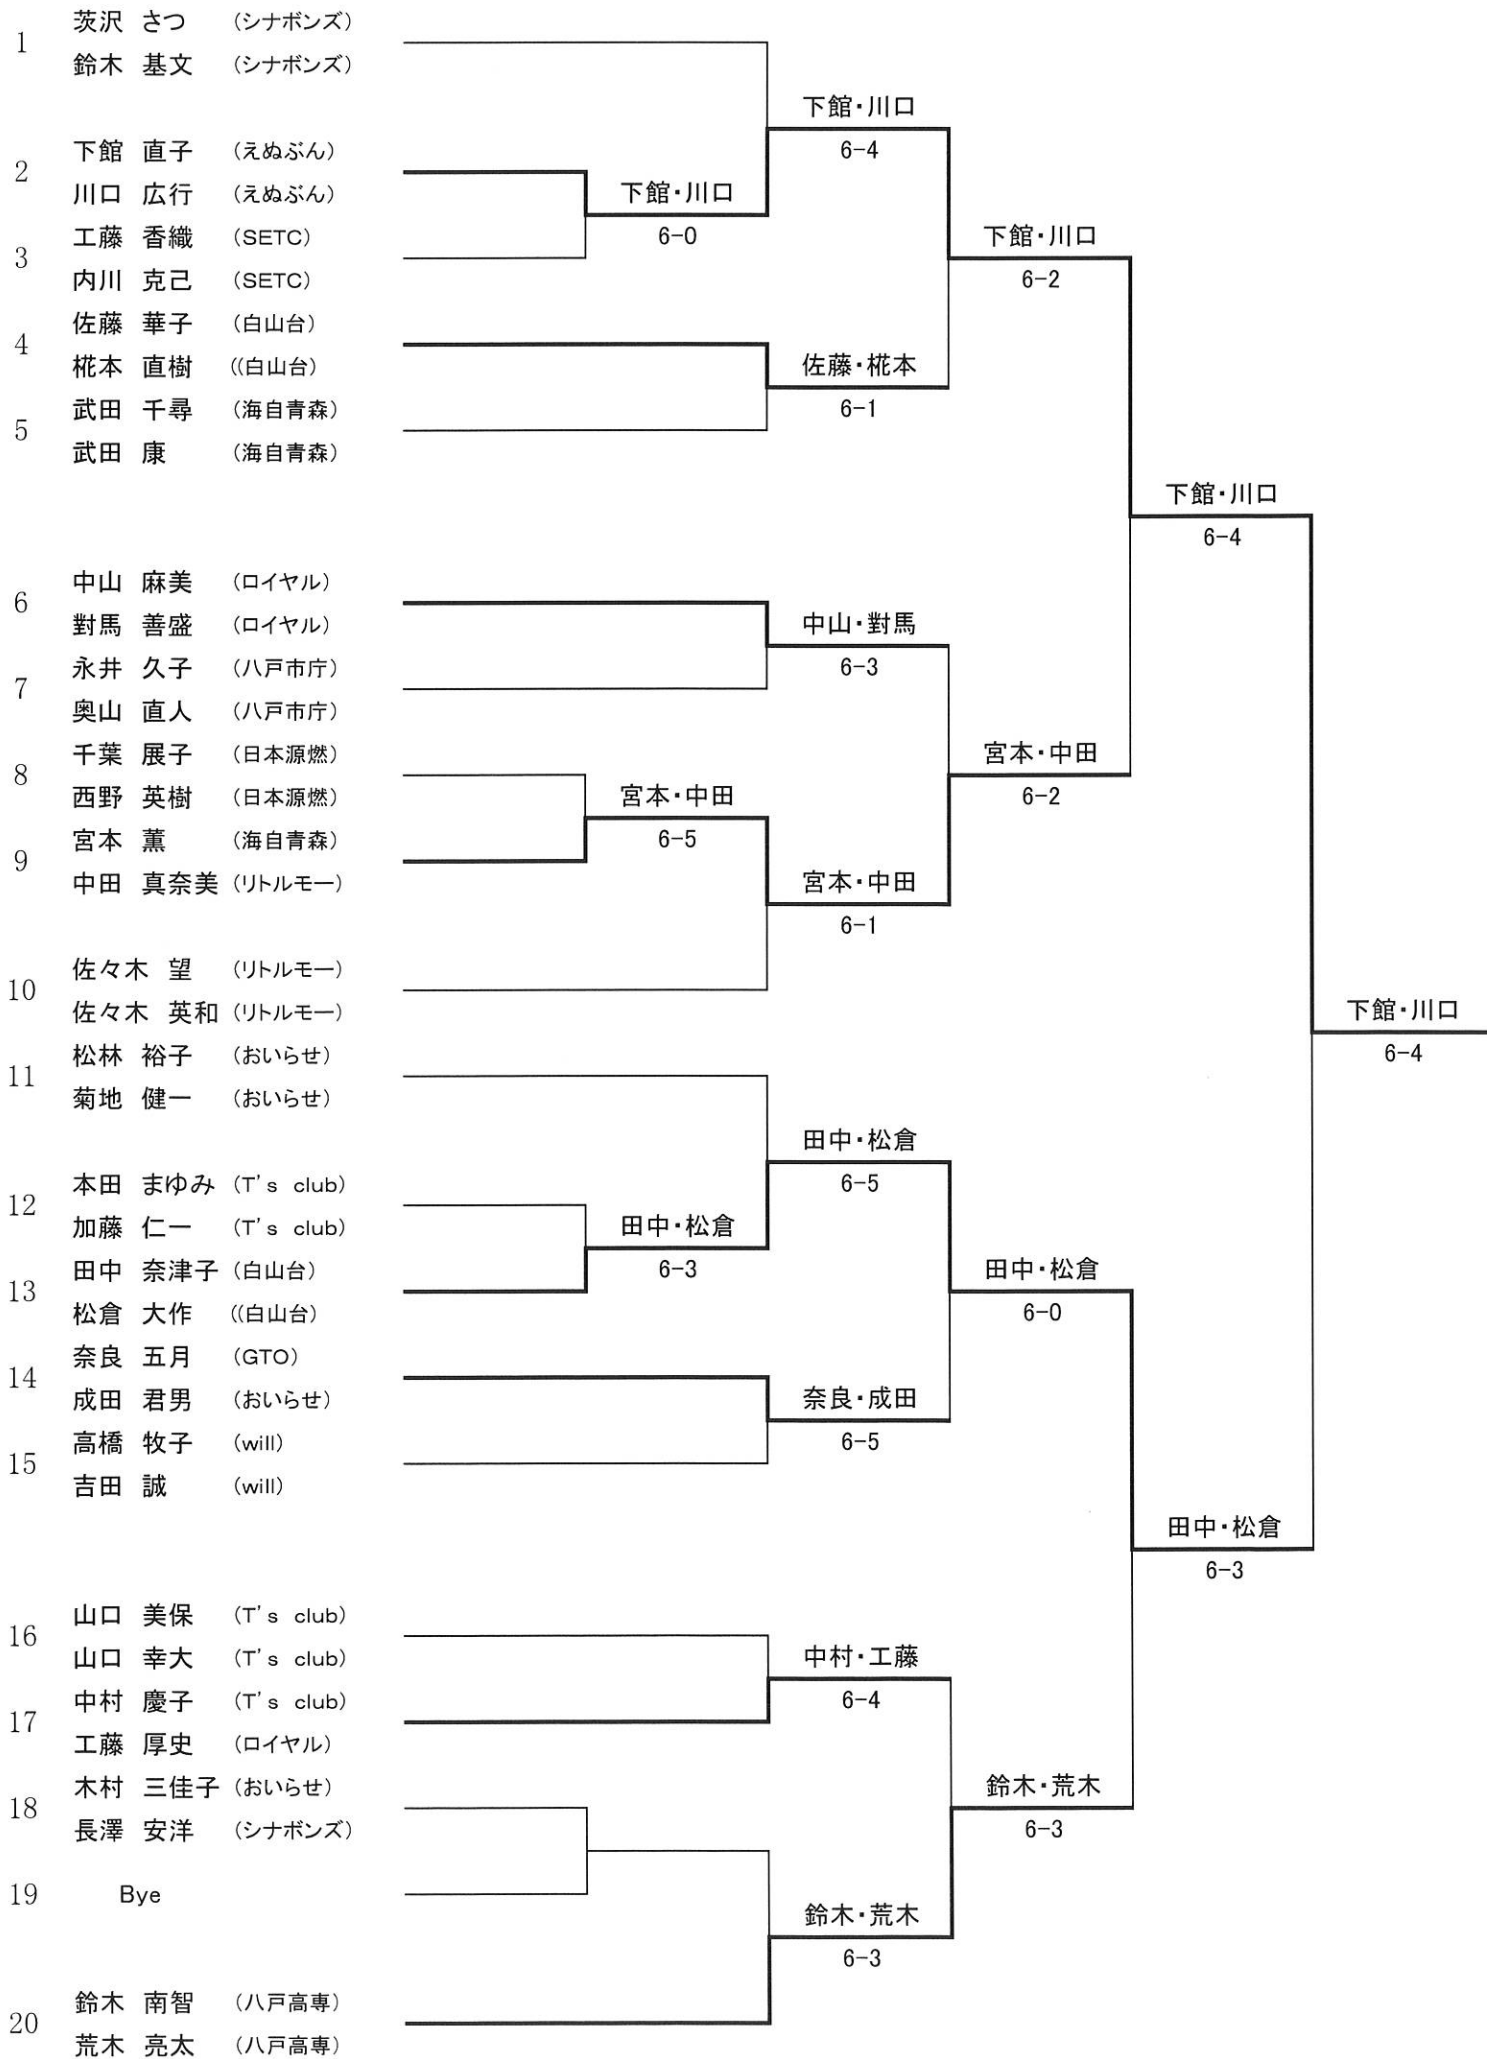 1
茨沢 さつ (シナボンズ)
鈴木 基文 (シナボンズ)
2
下館 直子 (えぬぶん)
川口 広行 (えぬぶん)
3
工藤 香織 (SETC)
内川 克己 (SETC)
4
佐藤 華子 (白山台)
椛本 直樹 ((白山台)
5
武田 千尋 (海自青森)
武田 康 (海自青森)
6
中山 麻美 (ロイヤル)
對馬 善盛 (ロイヤル)
7
永井 久子 (八戸市庁)
奥山 直人 (八戸市庁)
8
千葉 展子 (日本源燃)
西野 英樹 (日本源燃)
9
宮本 薫 (海自青森)
中田 真奈美 (リトルモー)
10
佐々木 望 (リトルモー)
佐々木 英和 (リトルモー)
11
松林 裕子 (おいらせ)
菊地 健一 (おいらせ)
12
本田 まゆみ (T's club)
加藤 仁一 (T's club)
13
田中 奈津子 (白山台)
松倉 大作 ((白山台)
14
奈良 五月 (GTO)
成田 君男 (おいらせ)
15
高橋 牧子 (will)
吉田 誠 (will)
16
山口 美保 (T's club)
山口 幸大 (T's club)
17
中村 慶子 (T's club)
工藤 厚史 (ロイヤル)
18
木村 三佳子 (おいらせ)
長澤 安洋 (シナボンズ)
19
Bye
20
鈴木 南智 (八戸高専)
荒木 亮太 (八戸高専)
下館・川口
6-0
宮本・中田
6-5
田中・松倉
6-3
下館・川口
6-4
佐藤・椛本
6-1
中山・對馬
6-3
宮本・中田
6-1
田中・松倉
6-5
奈良・成田
6-5
中村・工藤
6-4
鈴木・荒木
6-3
下館・川口
6-2
宮本・中田
6-2
田中・松倉
6-0
鈴木・荒木
6-3
下館・川口
6-4
田中・松倉
6-3
下館・川口
6-4